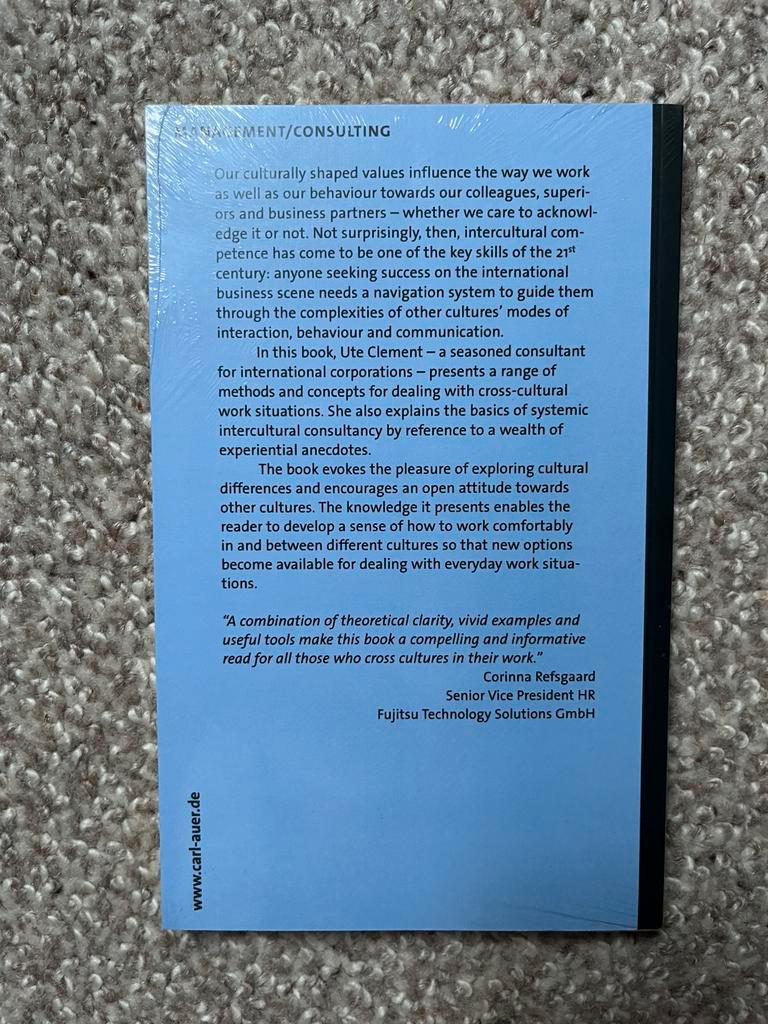 MANAGEMENT/CONSULTING
Our culturally shaped values influence the way we work
as well as our behaviour towards our colleagues, superi-
ors and business partners – whether we care to acknowl-
edge it or not. Not surprisingly, then, intercultural com-
petence has come to be one of the key skills of the 21st
century: anyone seeking success on the international
business scene needs a navigation system to guide them
through the complexities of other cultures’ modes of
interaction, behaviour and communication.
In this book, Ute Clement – a seasoned consultant
for international corporations – presents a range of
methods and concepts for dealing with cross-cultural
work situations. She also explains the basics of systemic
intercultural consultancy by reference to a wealth of
experiential anecdotes.
The book evokes the pleasure of exploring cultural
differences and encourages an open attitude towards
other cultures. The knowledge it presents enables the
reader to develop a sense of how to work comfortably
in and between different cultures so that new options
become available for dealing with everyday work situa-
tions.
“A combination of theoretical clarity, vivid examples and
useful tools make this book a compelling and informative
read for all those who cross cultures in their work.”
Corinna Refsgaard
Senior Vice President HR
Fujitsu Technology Solutions GmbH
www.carl-auer.de